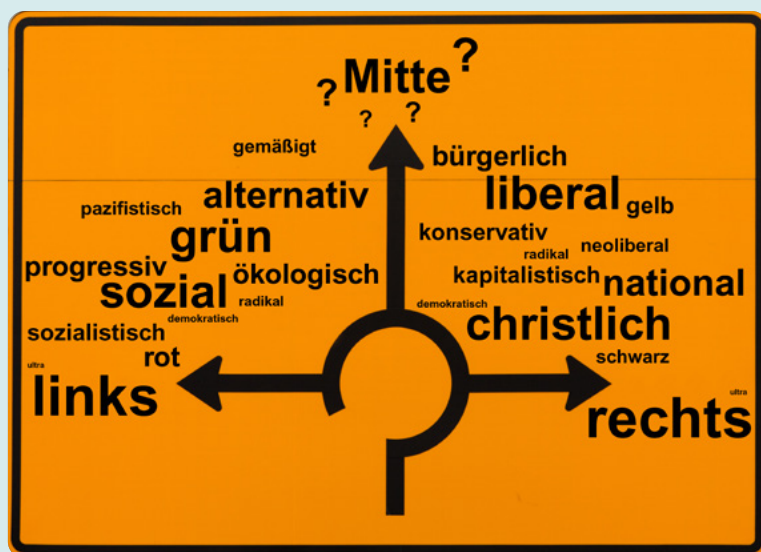 ? Mitte ?
? ?
gemäßigt
bürgerlich
alternativ
liberal
pazifistisch
gelb
grün
konservativ
neoliberal
radikal
progressiv
ökologisch
kapitalistisch
sozial
national
radikal
demokratisch
demokratisch
christlich
sozialistisch
rot
schwarz
ultra
links
ultra
rechts